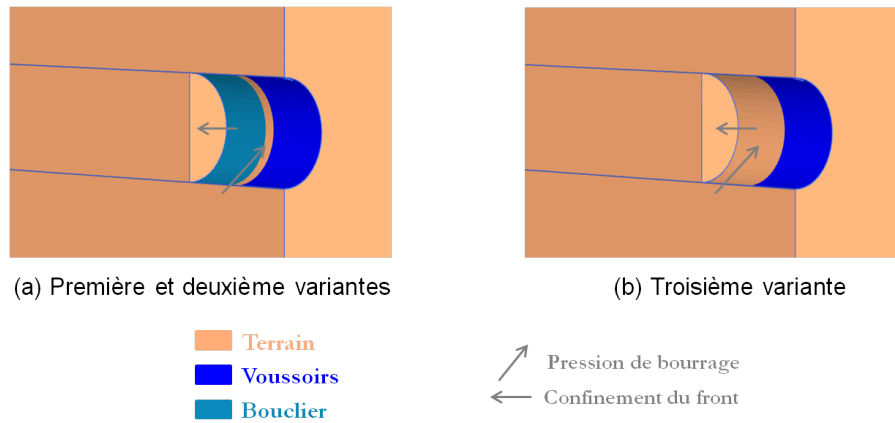 (a) Première et deuxième variantes
(b) Troisième variante
Terrain
Voussoirs
Bouclier
Pression de bourrage
Confinement du front